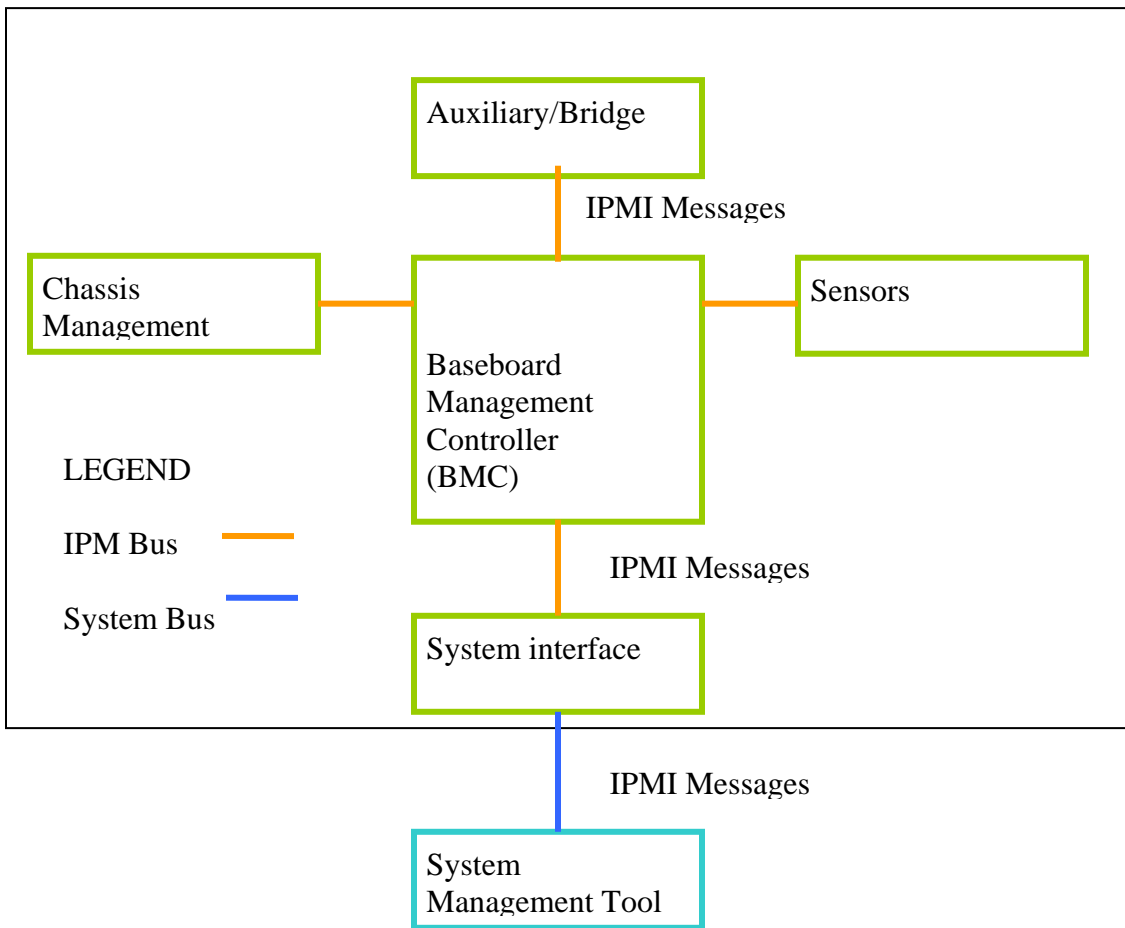 Auxiliary/Bridge
IPMI Messages
Chassis
Management
Sensors
Baseboard
Management
Controller
(BMC)
LEGEND
IPM Bus
System Bus
IPMI Messages
System interface
IPMI Messages
System
Management Tool